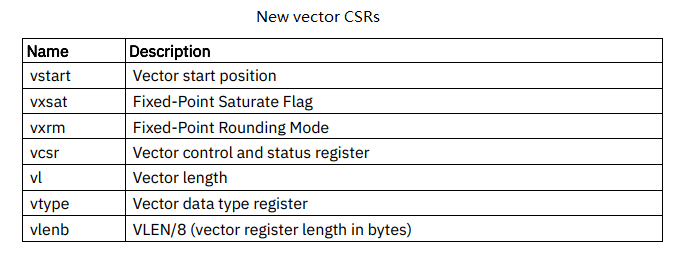 New vector CSRs
Name Description
vstart Vector start position
vxsat Fixed-Point Saturate Flag
vxrm Fixed-Point Rounding Mode
vcsr Vector control and status register
vl Vector length
vtype Vector data type register
vlenb VLEN/8 (vector register length in bytes)